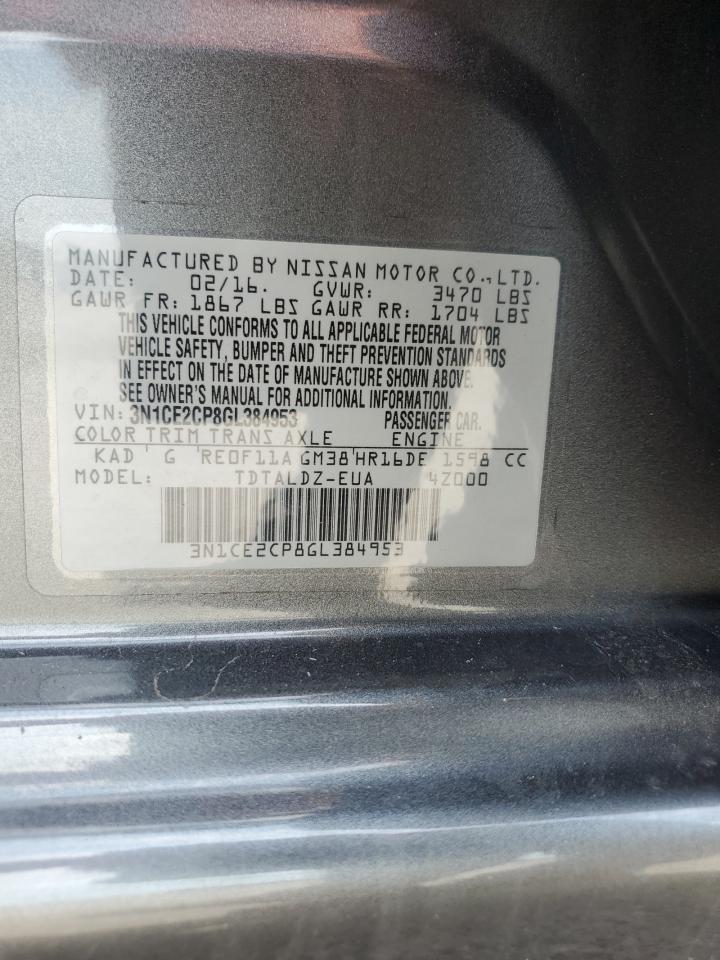 MANUFACTURED BY NISSAN MOTOR CO.,LTD.
DATE: 02/16. GVWR: 3470 LBS
GAWR FR: 1867 LBS GAWR RR: 1704 LBS
THIS VEHICLE CONFORMS TO ALL APPLICABLE FEDERAL MOTOR
VEHICLE SAFETY, BUMPER AND THEFT PREVENTION STANDARDS
IN EFFECT ON THE DATE OF MANUFACTURE SHOWN ABOVE.
SEE OWNER'S MANUAL FOR ADDITIONAL INFORMATION.
VIN: 3N1CE2CP8GL384953 PASSENGER CAR.
COLOR TRIM TRANS AXLE ENGINE
KAD G RE0F11A GM38 HR16DE 1598 CC
MODEL: TDTALDZ-EUA 4Z000
3N1CE2CP8GL384953